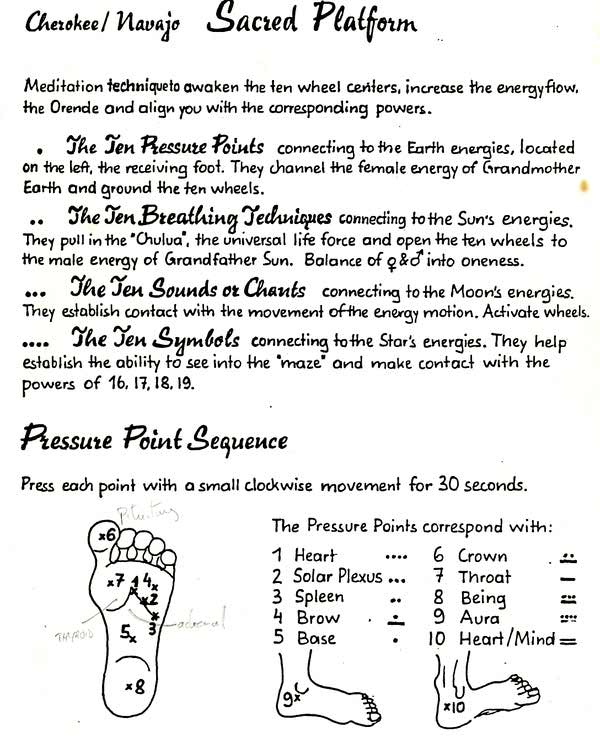 Cherokee/Navajo Sacred Platform
Meditation technique to awaken the ten wheel centers, increase the energy flow,
the Orende and align you with the corresponding powers.
• The Ten Pressure Points connecting to the Earth energies, located
on the left, the receiving foot. They channel the female energy of Grandmother
Earth and ground the ten wheels.
•• The Ten Breathing Techniques connecting to the Sun's energies.
They pull in the "Chulua", the universal life force and open the ten wheels to
the male energy of Grandfather Sun. Balance of ♀&♂ into oneness.
••• The Ten Sounds or Chants connecting to the Moon's energies.
They establish contact with the movement of the energy motion. Activate wheels.
•••• The Ten Symbols connecting to the Star's energies. They help
establish the ability to see into the "maze" and make contact with the
powers of 16, 17, 18, 19.
Pressure Point Sequence
Press each point with a small clockwise movement for 30 seconds.
Pituitary
The Pressure Points correspond with:
1 Heart ••••
2 Solar Plexus •••
3 Spleen ••
4 Brow
5 Base •
6 Crown
7 Throat —
8 Being
9 Aura
10 Heart/Mind =
x6
x7
1
4x
x2
3
5x
x8
THYROID
adrenal
9x
x10